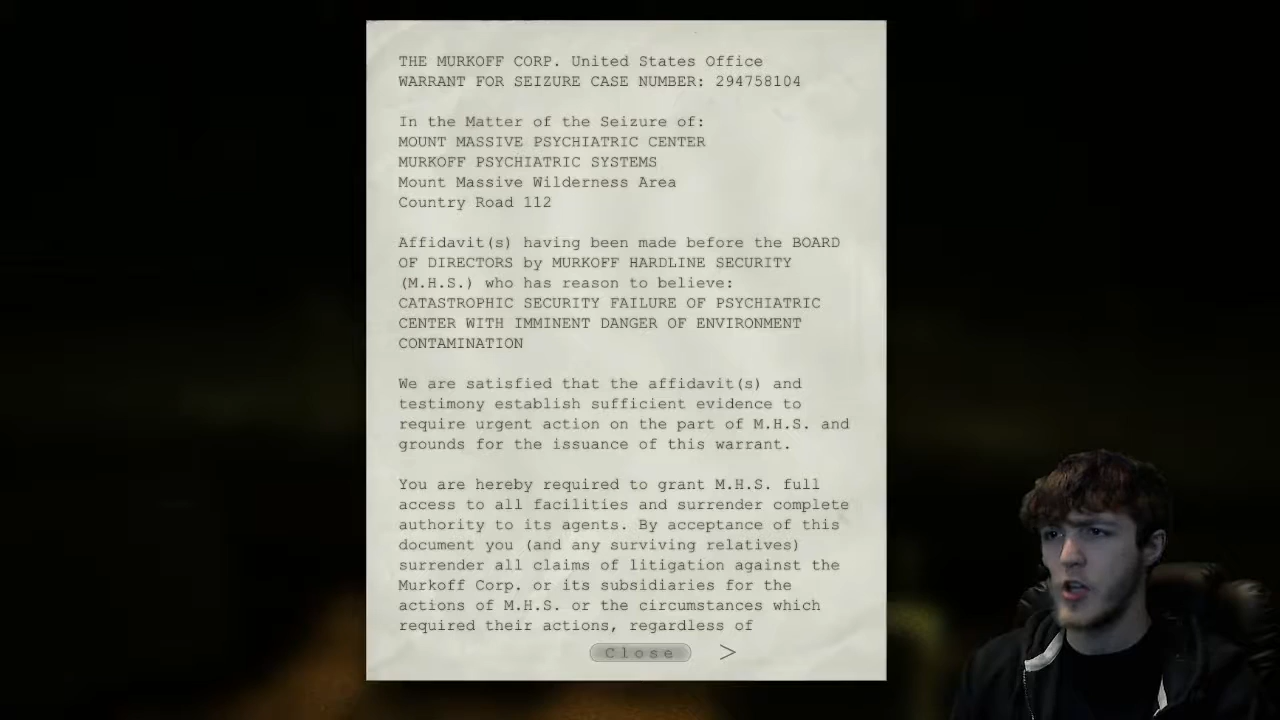 THE MURKOFF CORP. United States Office
WARRANT FOR SEIZURE CASE NUMBER: 294758104
In the Matter of the Seizure of:
MOUNT MASSIVE PSYCHIATRIC CENTER
MURKOFF PSYCHIATRIC SYSTEMS
Mount Massive Wilderness Area
Country Road 112
Affidavit(s) having been made before the BOARD
OF DIRECTORS by MURKOFF HARDLINE SECURITY
(M.H.S.) who has reason to believe:
CATASTROPHIC SECURITY FAILURE OF PSYCHIATRIC
CENTER WITH IMMINENT DANGER OF ENVIRONMENT
CONTAMINATION
We are satisfied that the affidavit(s) and
testimony establish sufficient evidence to
require urgent action on the part of M.H.S. and
grounds for the issuance of this warrant.
You are hereby required to grant M.H.S. full
access to all facilities and surrender complete
authority to its agents. By acceptance of this
document you (and any surviving relatives)
surrender all claims of litigation against the
Murkoff Corp. or its subsidiaries for the
actions of M.H.S. or the circumstances which
required their actions, regardless of
Close >